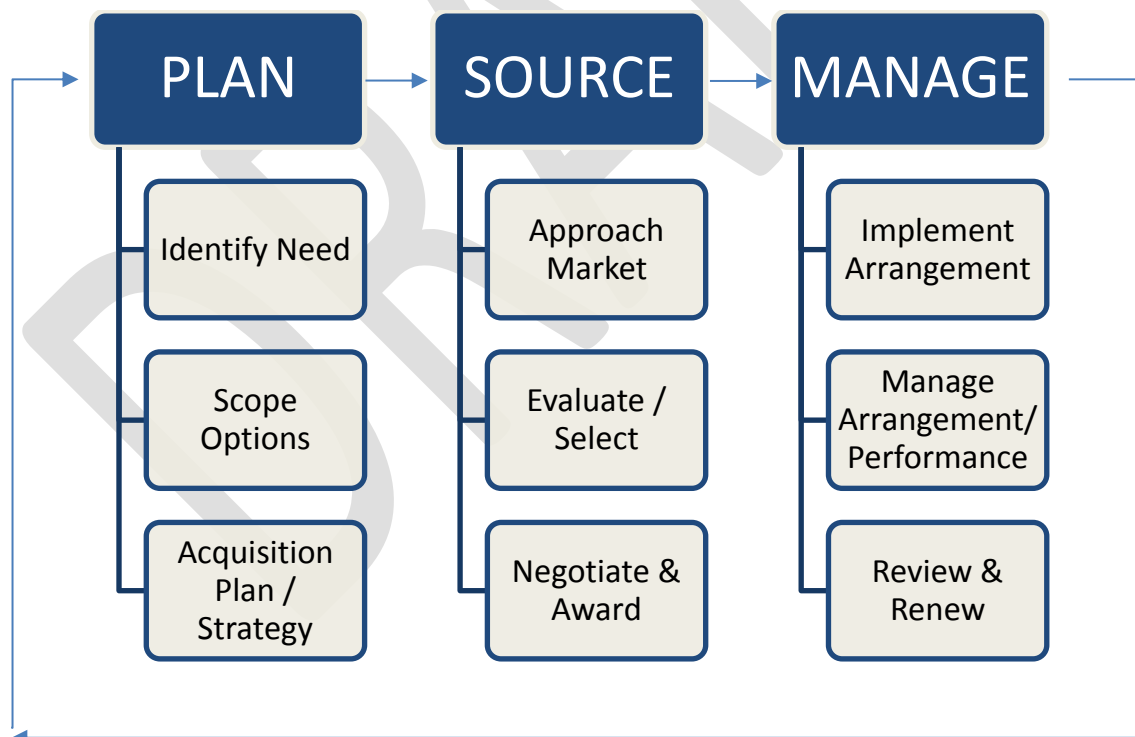 PLAN
SOURCE
MANAGE
Identify Need
Approach
Market
Implement
Arrangement
Scope
Options
Evaluate /
Select
Manage
Arrangement/
Performance
Acquisition
Plan /
Strategy
Negotiate &
Award
Review &
Renew